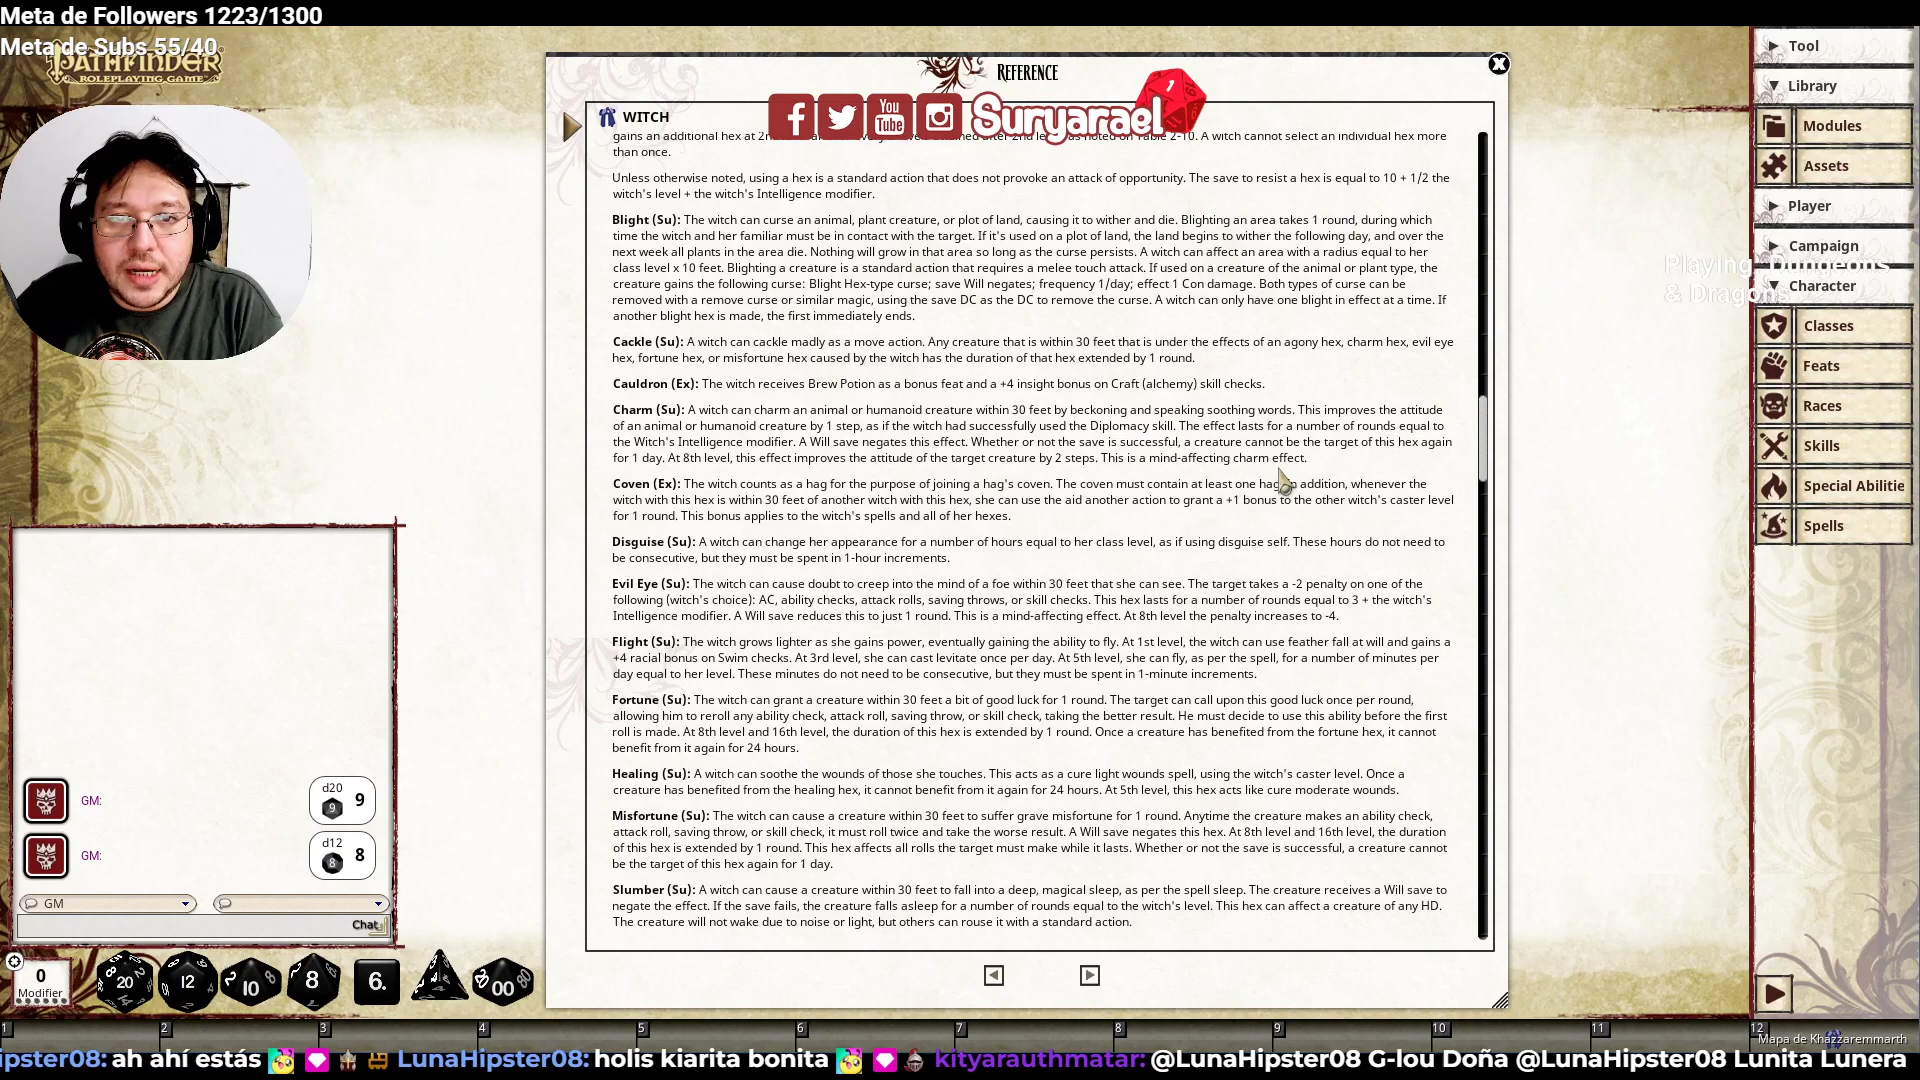 Meta de Followers 1223/1300
Meta de Subs 55/40
PATHFINDER
ROLEPLAYING GAME
REFERENCE
You
Tube
Suryarael
1
WITCH
gains an additional hex at 2n
A witch cannot select an individual hex more
than once.
Unless otherwise noted, using a hex is a standard action that does not provoke an attack of opportunity. The save to resist a hex is equal to 10 + 1/2 the
witch's level + the witch's Intelligence modifier.
Blight (Su): The witch can curse an animal, plant creature, or plot of land, causing it to wither and die. Blighting an area takes 1 round, during which
time the witch and her familiar must be in contact with the target. If it's used on a plot of land, the land begins to wither the following day, and over the
next week all plants in the area die. Nothing will grow in that area so long as the curse persists. A witch can affect an area with a radius equal to her
class level x 10 feet. Blighting a creature is a standard action that requires a melee touch attack. If used on a creature of the animal or plant type, the
creature gains the following curse: Blight Hex-type curse; save Will negates; frequency 1/day; effect 1 Con damage. Both types of curse can be
removed with a remove curse or similar magic, using the save DC as the DC to remove the curse. A witch can only have one blight in effect at a time. If
another blight hex is made, the first immediately ends.
Cackle (Su): A witch can cackle madly as a move action. Any creature that is within 30 feet that is under the effects of an agony hex, charm hex, evil eye
hex, fortune hex, or misfortune hex caused by the witch has the duration of that hex extended by 1 round.
Cauldron (Ex): The witch receives Brew Potion as a bonus feat and a +4 insight bonus on Craft (alchemy) skill checks.
Charm (Su): A witch can charm an animal or humanoid creature within 30 feet by beckoning and speaking soothing words. This improves the attitude
of an animal or humanoid creature by 1 step, as if the witch had successfully used the Diplomacy skill. The effect lasts for a number of rounds equal to
the Witch's Intelligence modifier. A Will save negates this effect. Whether or not the save is successful, a creature cannot be the target of this hex again
for 1 day. At 8th level, this effect improves the attitude of the target creature by 2 steps. This is a mind-affecting charm effect.
Coven (Ex): The witch counts as a hag for the purpose of joining a hag's coven. The coven must contain at least one hag addition, whenever the
witch with this hex is within 30 feet of another witch with this hex, she can use the aid another action to grant a +1 bonus to the other witch's caster level
for 1 round. This bonus applies to the witch's spells and all of her hexes.
Disguise (Su): A witch can change her appearance for a number of hours equal to her class level, as if using disguise self. These hours do not need to
be consecutive, but they must be spent in 1-hour increments.
Evil Eye (Su): The witch can cause doubt to creep into the mind of a foe within 30 feet that she can see. The target takes a -2 penalty on one of the
following (witch's choice): AC, ability checks, attack rolls, saving throws, or skill checks. This hex lasts for a number of rounds equal to 3 + the witch's
Intelligence modifier. A Will save reduces this to just 1 round. This is a mind-affecting effect. At 8th level the penalty increases to -4.
Flight (Su): The witch grows lighter as she gains power, eventually gaining the ability to fly. At 1st level, the witch can use feather fall at will and gains a
+4 racial bonus on Swim checks. At 3rd level, she can cast levitate once per day. At 5th level, she can fly, as per the spell, for a number of minutes per
day equal to her level. These minutes do not need to be consecutive, but they must be spent in 1-minute increments.
Fortune (Su): The witch can grant a creature within 30 feet a bit of good luck for 1 round. The target can call upon this good luck once per round,
allowing him to reroll any ability check, attack roll, saving throw, or skill check, taking the better result. He must decide to use this ability before the first
roll is made. At 8th level and 16th level, the duration of this hex is extended by 1 round. Once a creature has benefited from the fortune hex, it cannot
benefit from it again for 24 hours.
Healing (Su): A witch can soothe the wounds of those she touches. This acts as a cure light wounds spell, using the witch's caster level. Once a
creature has benefited from the healing hex, it cannot benefit from it again for 24 hours. At 5th level, this hex acts like cure moderate wounds.
Misfortune (Su): The witch can cause a creature within 30 feet to suffer grave misfortune for 1 round. Anytime the creature makes an ability check,
attack roll, saving throw, or skill check, it must roll twice and take the worse result. A Will save negates this hex. At 8th level and 16th level, the duration
of this hex is extended by 1 round. This hex affects all rolls the target must make while it lasts. Whether or not the save is successful, a creature cannot
be the target of this hex again for 1 day.
Slumber (Su): A witch can cause a creature within 30 feet to fall into a deep, magical sleep, as per the spell sleep. The creature receives a Will save to
negate the effect. If the save fails, the creature falls asleep for a number of rounds equal to the witch's level. This hex can affect a creature of any HD.
The creature will not wake due to noise or light, but others can rouse it with a standard action.
Tool
Library
Modules
Assets
Player
Campaign
Playing: Dungeons
& Dragons
Character
Classes
Feats
Races
Skills
Special Abilitie
Spells
GM:
d20
9
9
GM:
d12
8
8
GM
Chat
0
Modifier
20
12
10
8
6.
00
1 2 3 4 5 6 7 8 9 10 11 12
Mapa de Khazzaremmarth
ipster08: ah ahí estás LunaHipster08: holis kiarita bonita kityarauthmatar: @LunaHipster08 G-lou Doña @LunaHipster08 Lunita Lunera